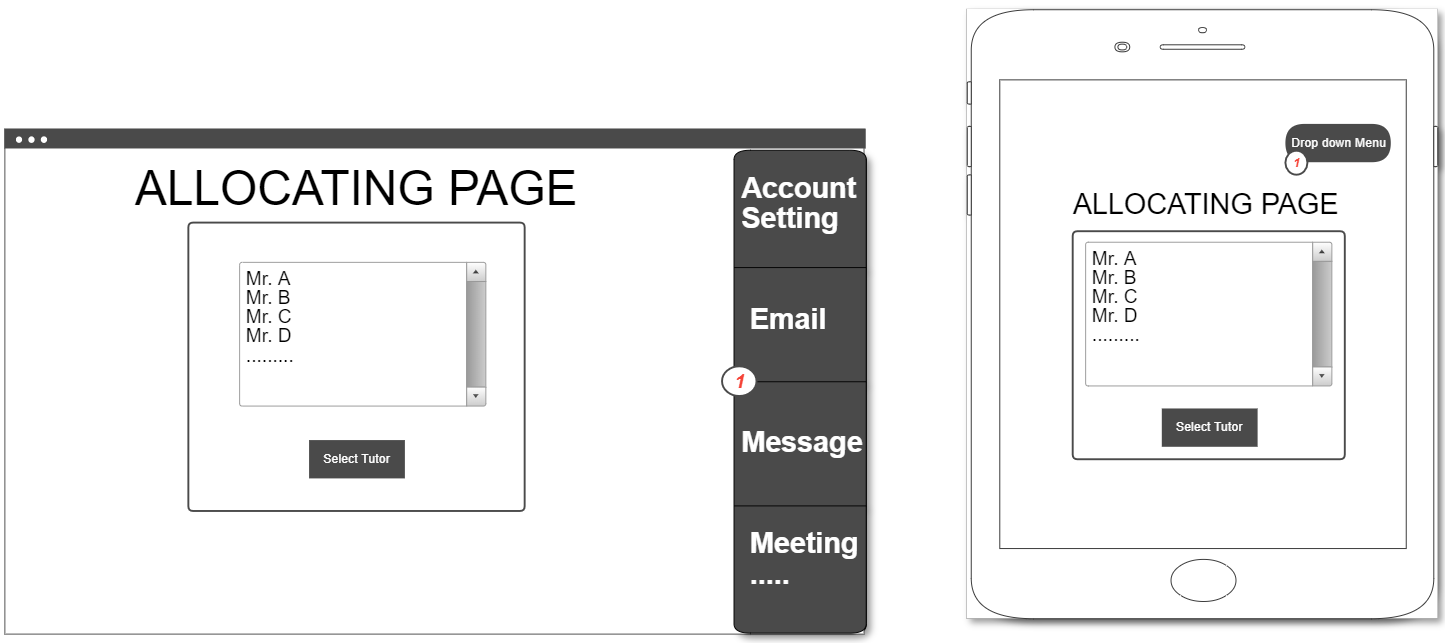 ALLOCATING PAGE
Mr. A
Mr. B
Mr. C
Mr. D
.........
Select Tutor
Account
Setting
Email
1
Message
Meeting
.....
Drop down Menu
1
ALLOCATING PAGE
Mr. A
Mr. B
Mr. C
Mr. D
.........
Select Tutor